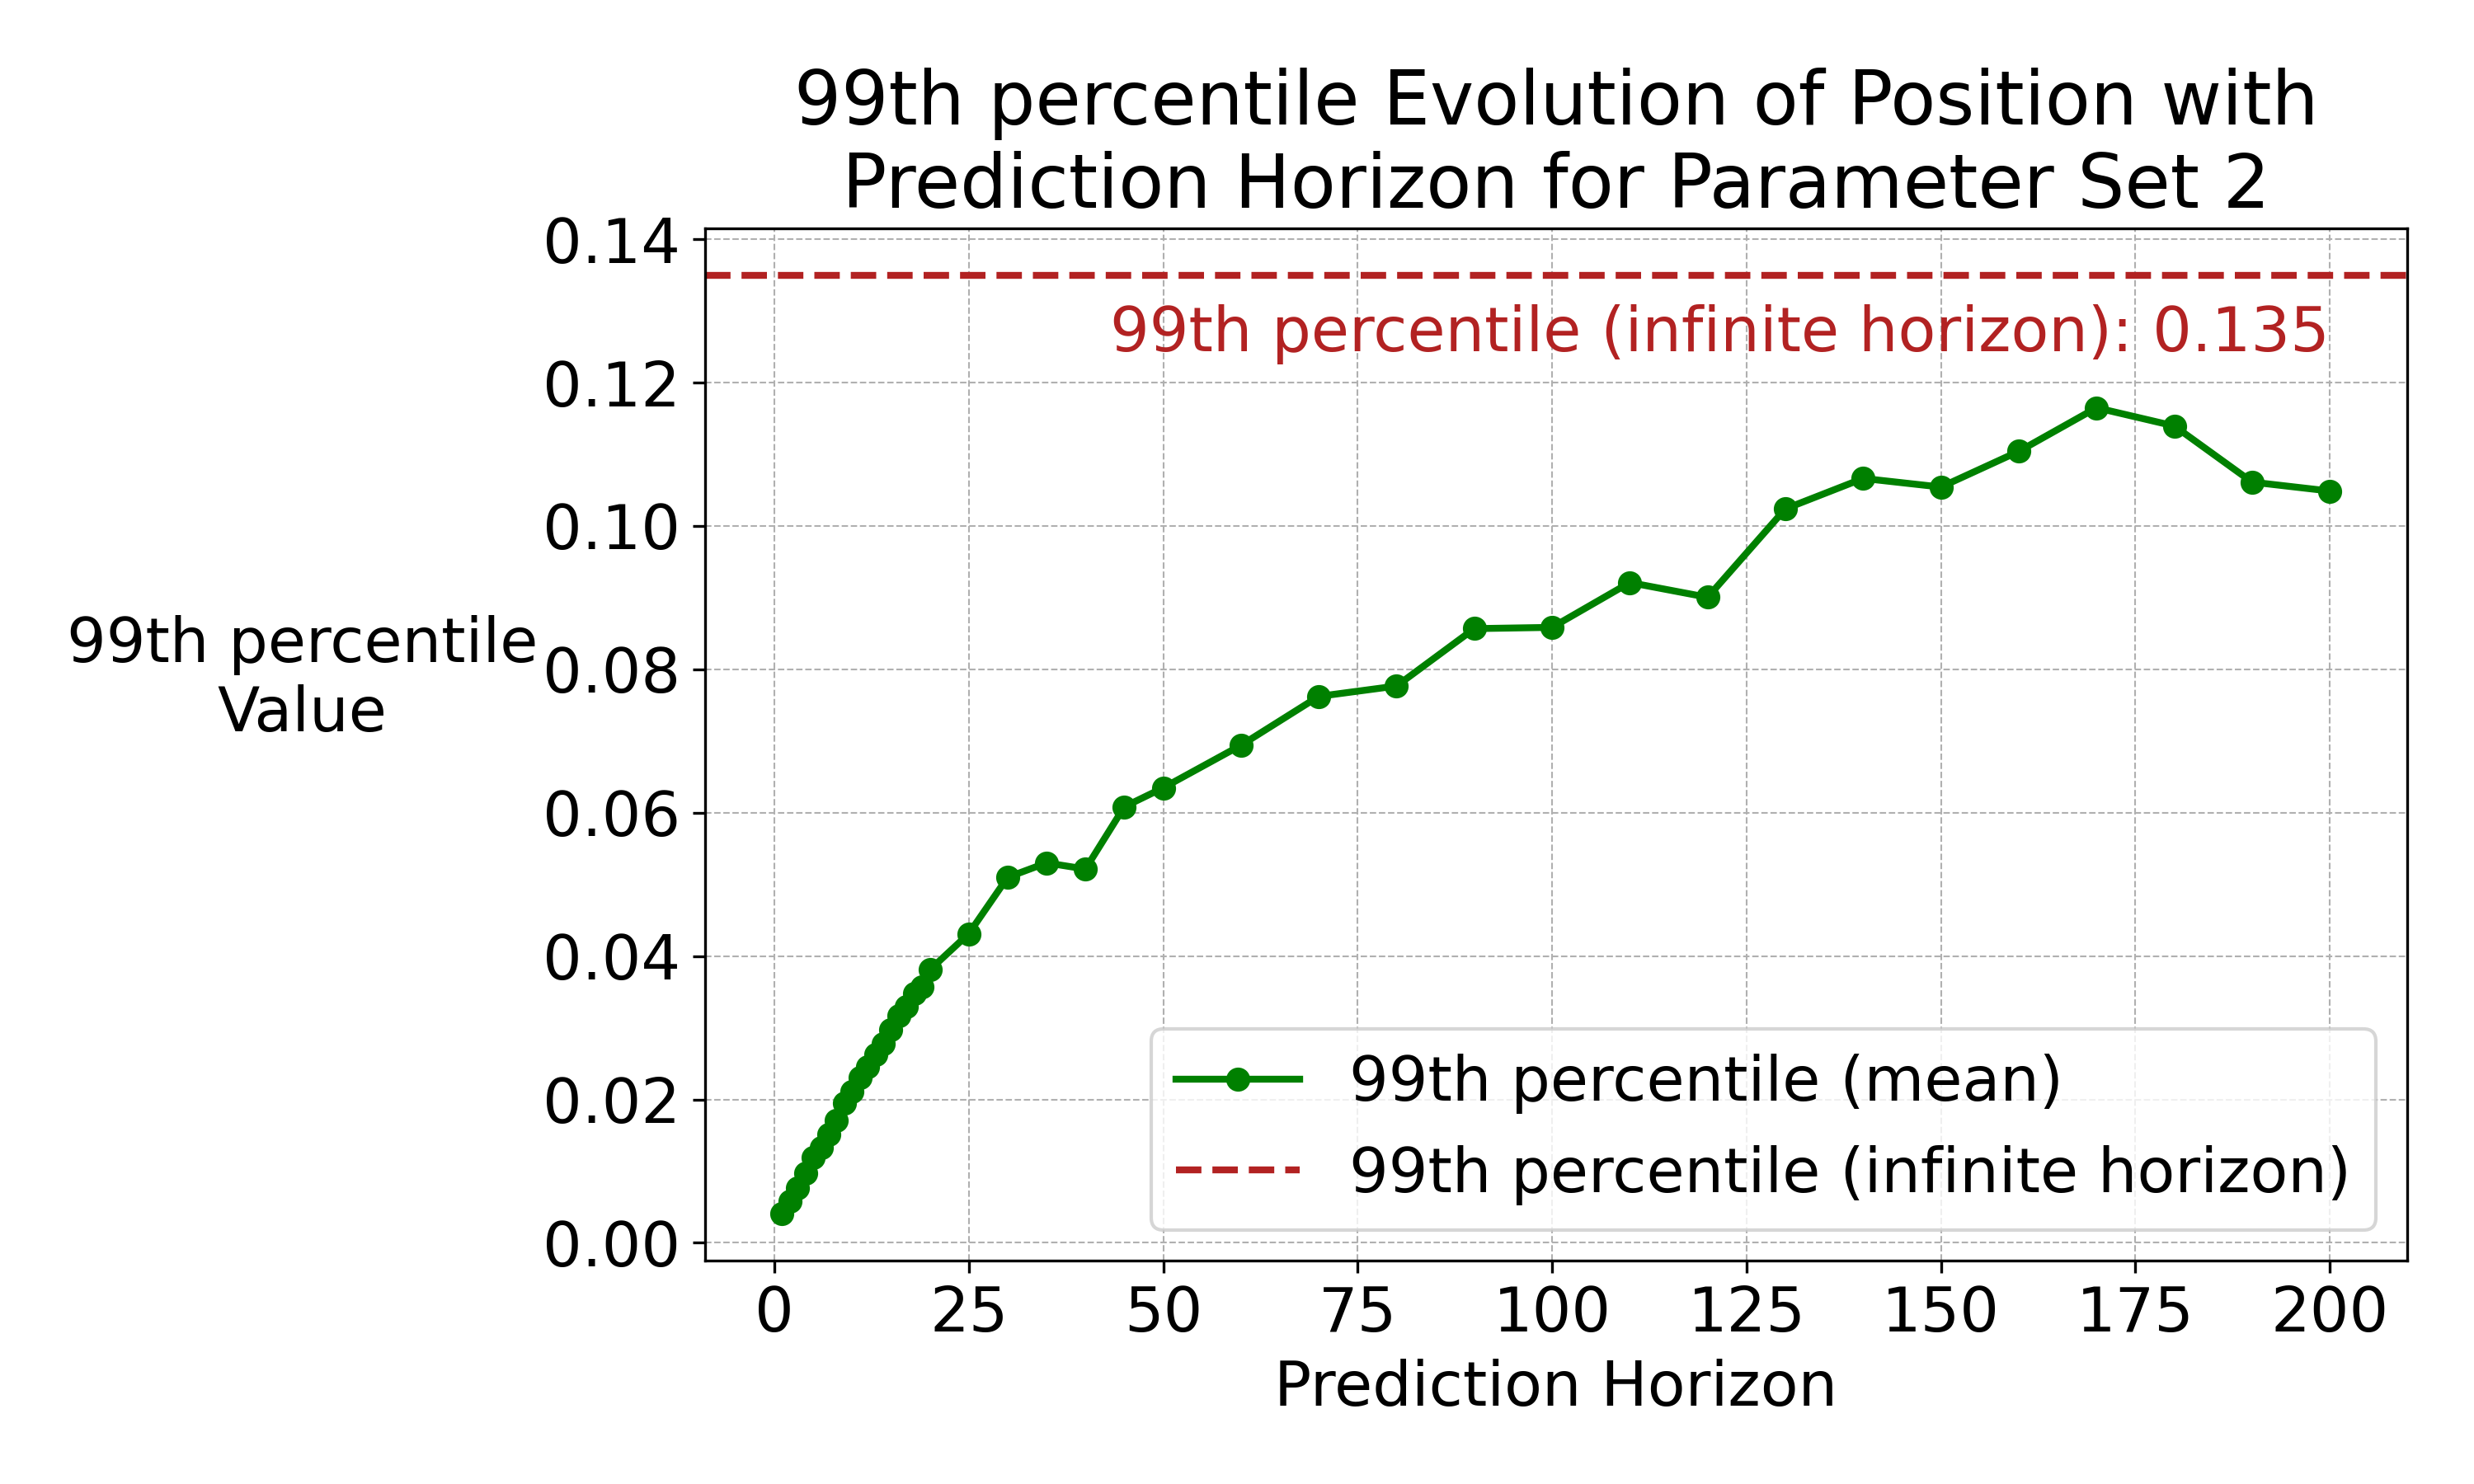 99th percentile Evolution of Position with
Prediction Horizon for Parameter Set 2
99th percentile
Value
0.14
0.12
0.10
0.08
0.06
0.04
0.02
0.00
99th percentile (infinite horizon): 0.135
99th percentile (mean)
99th percentile (infinite horizon)
0 25 50 75 100 125 150 175 200
Prediction Horizon